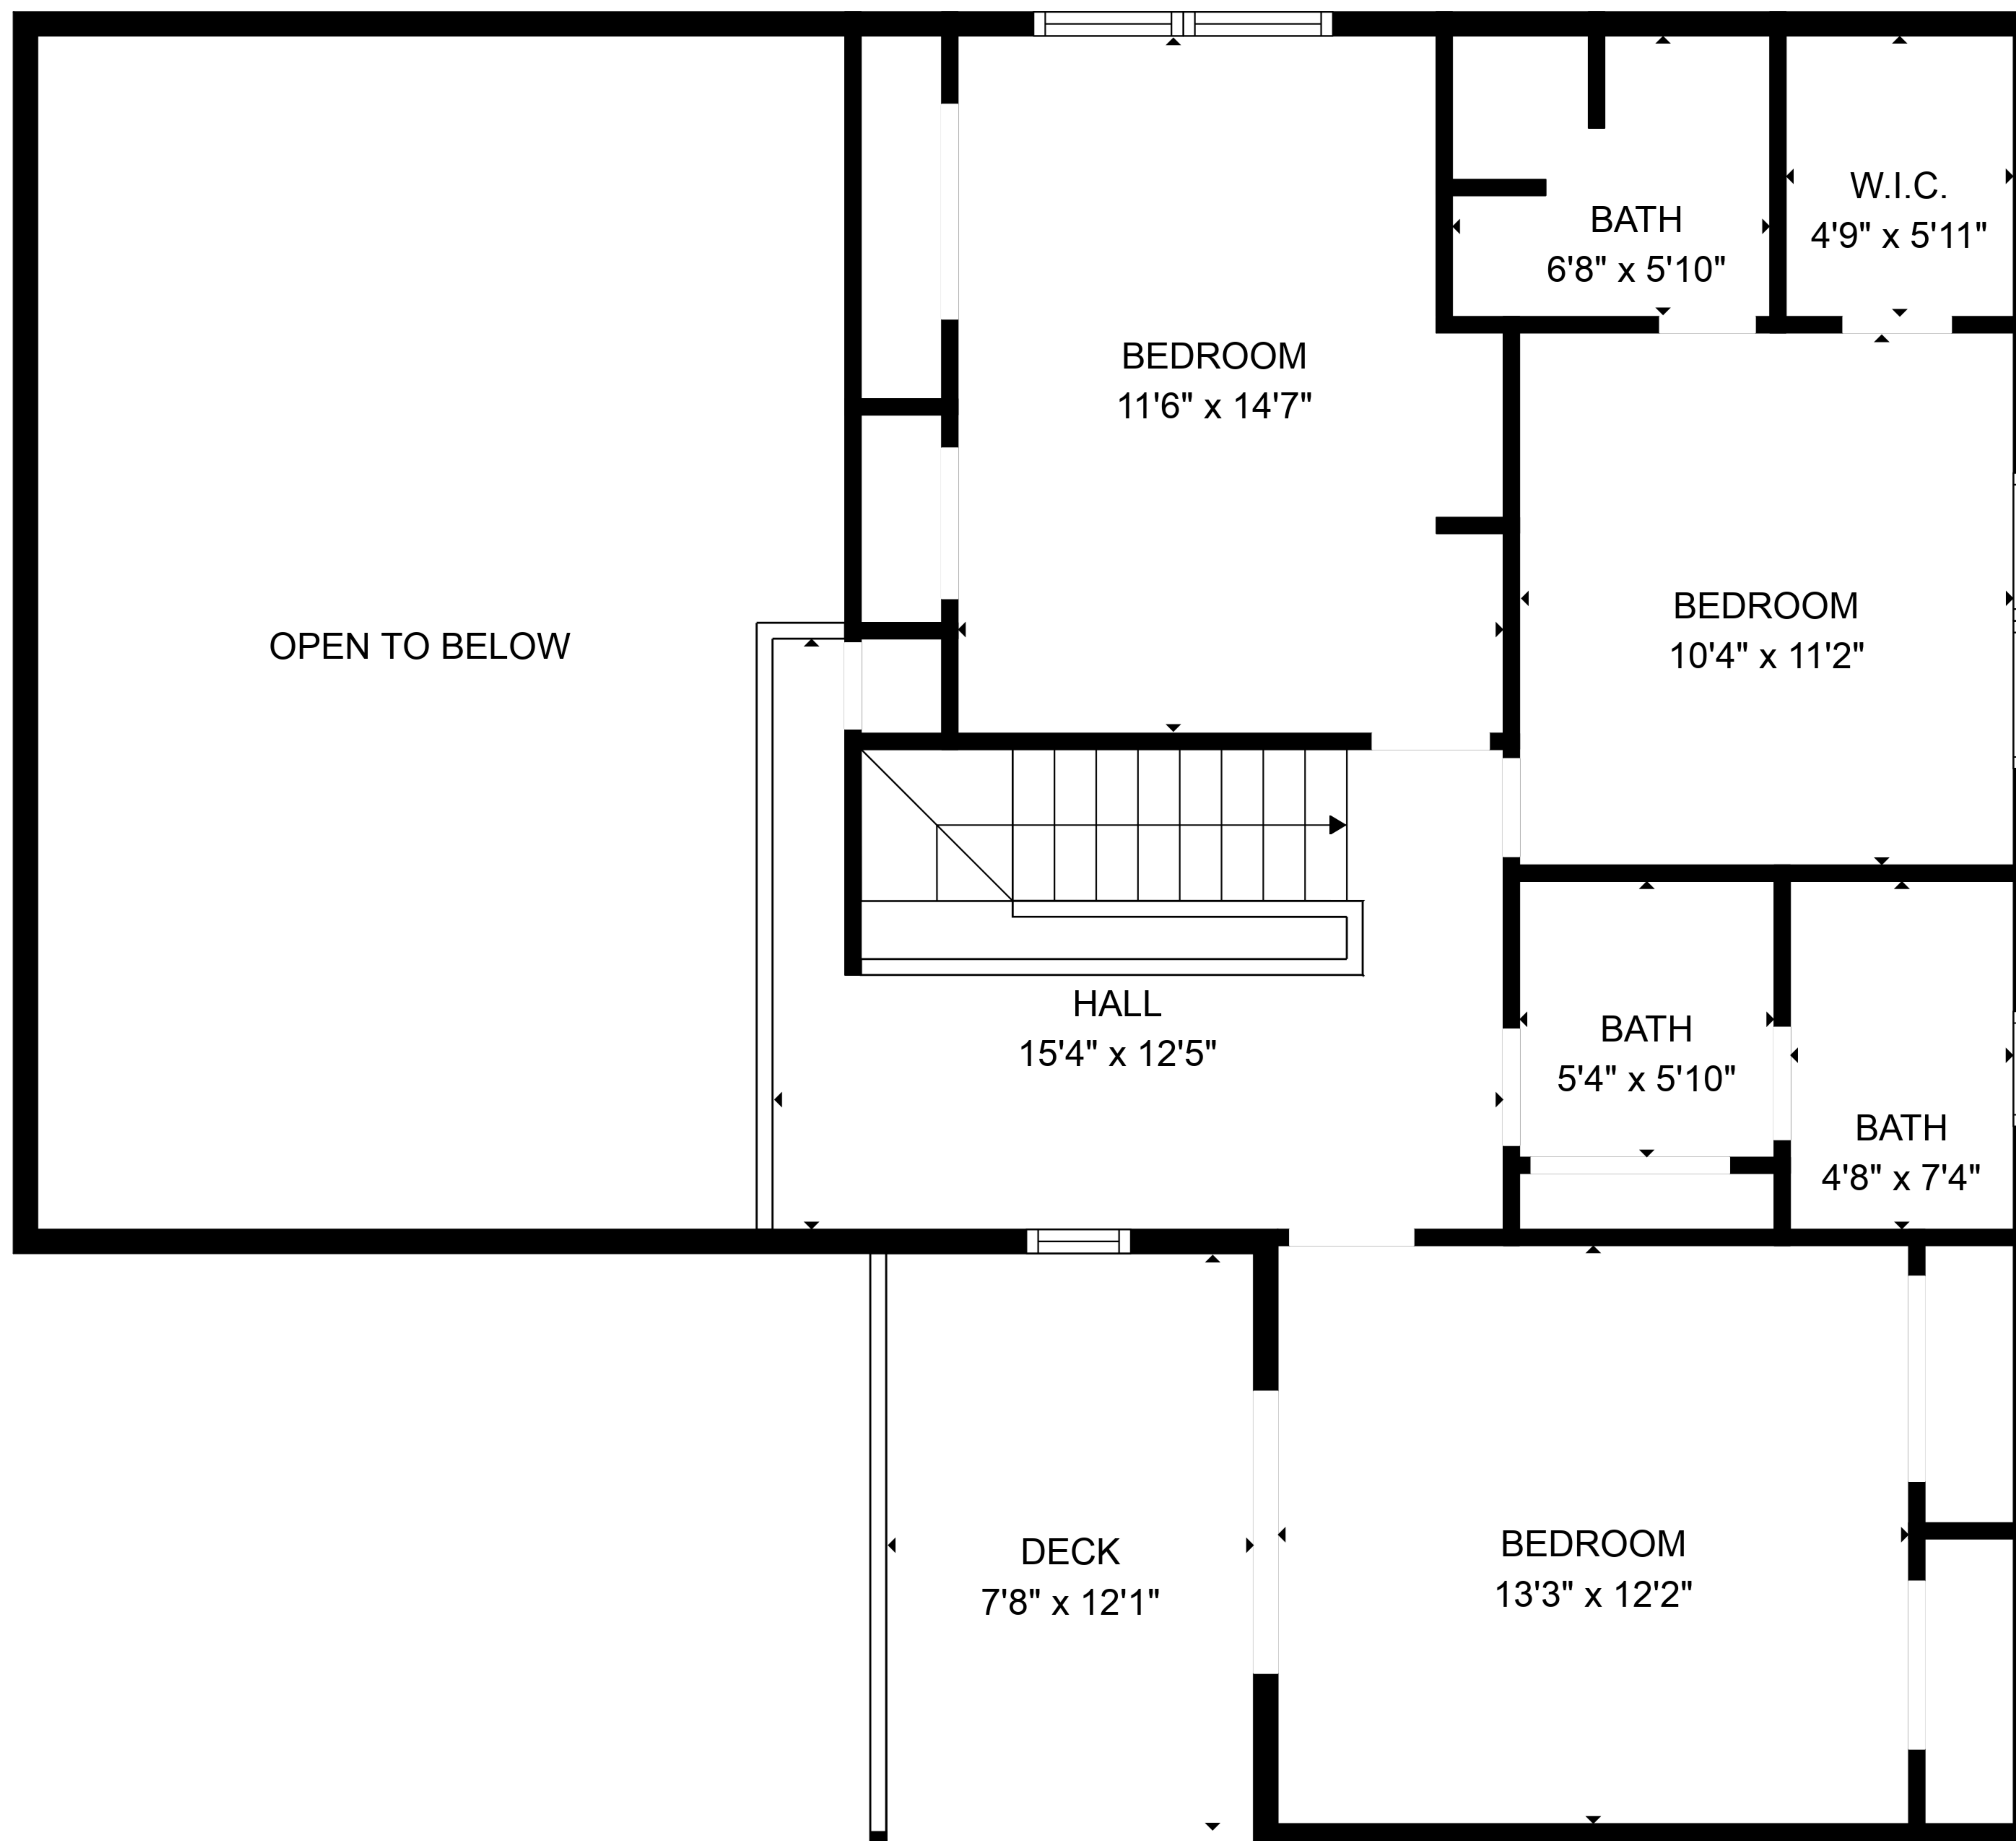 W.I.C.
4'9" x 5'11"
BATH
6'8" x 5'10"
BEDROOM
11'6" x 14'7"
BEDROOM
10'4" x 11'2"
OPEN TO BELOW
HALL
15'4" x 12'5"
BATH
5'4" x 5'10"
BATH
4'8" x 7'4"
DECK
7'8" x 12'1"
BEDROOM
13'3" x 12'2"